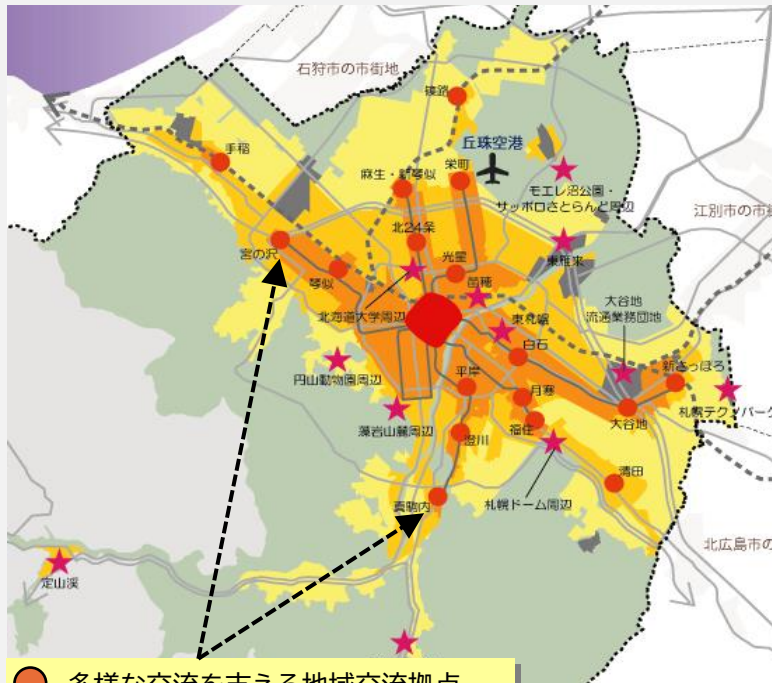 石狩市の市街地
篠路
丘珠空港
手稲
麻生・新琴似
栄町
モエレ沼公園・
サッポロさとらんど周辺
江別市の市街
北24条
宮の沢
光星
東雁来
琴似
苗穂
大谷地
流通業務団地
北海道大学周辺
東札幌
白石
新さっぽろ
円山動物園周辺
平岸
月寒
札幌テクノパーク
藻岩山麓周辺
福住
大谷地
澄川
清田
真駒内
札幌ドーム周辺
北広島市の
定山渓
多様な交流を支える地域交流拠点